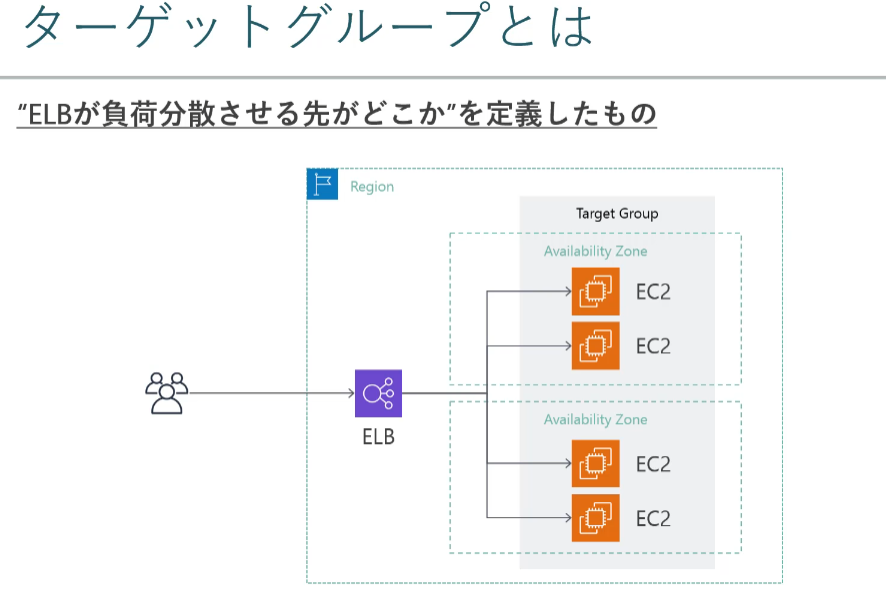 ターゲットグループとは
“ELBが負荷分散させる先がどこか”を定義したもの
Region
Target Group
Availability Zone
EC2
EC2
ELB
Availability Zone
EC2
EC2